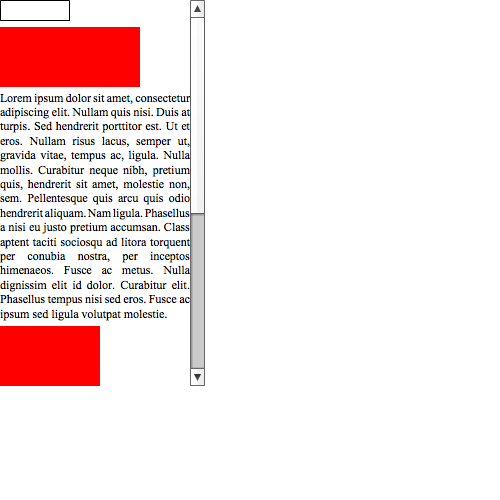 Lorem ipsum dolor sit amet, consectetur
adipiscing elit. Nullam quis nisi. Duis at
turpis. Sed hendrerit porttitor est. Ut et
eros. Nullam risus lacus, semper ut,
gravida vitae, tempus ac, ligula. Nulla
mollis. Curabitur neque nibh, pretium
quis, hendrerit sit amet, molestie non,
sem. Pellentesque quis arcu quis odio
hendrerit aliquam. Nam ligula. Phasellus
a nisi eu justo pretium accumsan. Class
aptent taciti sociosqu ad litora torquent
per conubia nostra, per inceptos
himenaeos. Fusce ac metus. Nulla
dignissim elit id dolor. Curabitur elit.
Phasellus tempus nisi sed eros. Fusce ac
ipsum sed ligula volutpat molestie.